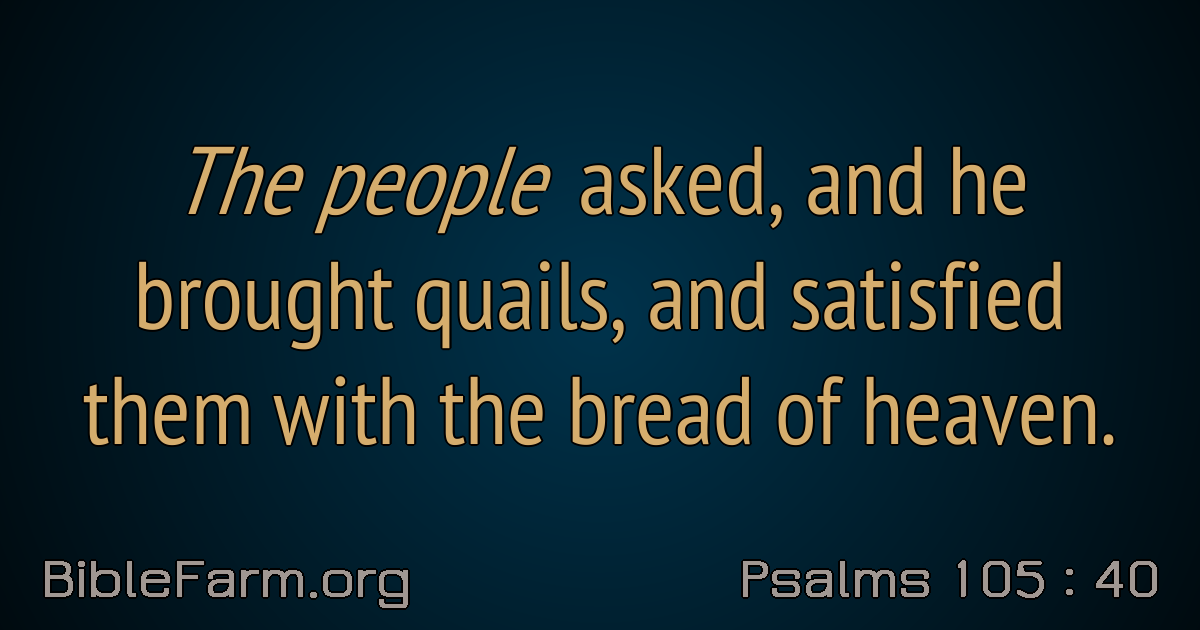 The people asked, and he
brought quails, and satisfied
them with the bread of heaven.
BibleFarm.org
Psalms 105 : 40